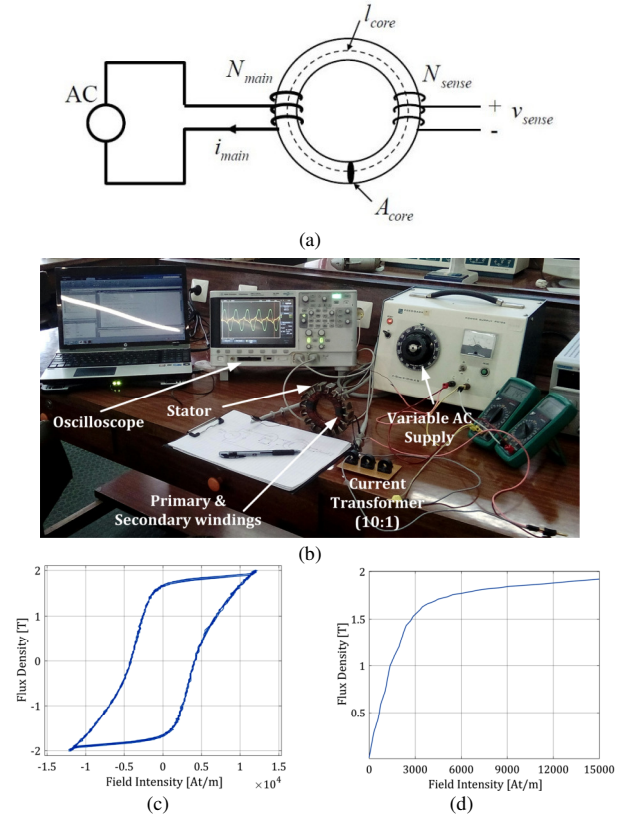 l_core
N_main
N_sense
AC
+
v_sense
-
i_main
A_core
(a)
Oscilloscope
Stator
Variable AC
Supply
Primary &
Secondary windings
Current
Transformer
(10:1)
(b)
Flux Density [T]
2
1
0
-1
-2
-1.5
-1
-0.5
0
0.5
1
1.5
×10⁴
Field Intensity [At/m]
(c)
Flux Density [T]
2
1.5
1
0.5
0
3000
6000
9000
12000
15000
Field Intensity [At/m]
(d)